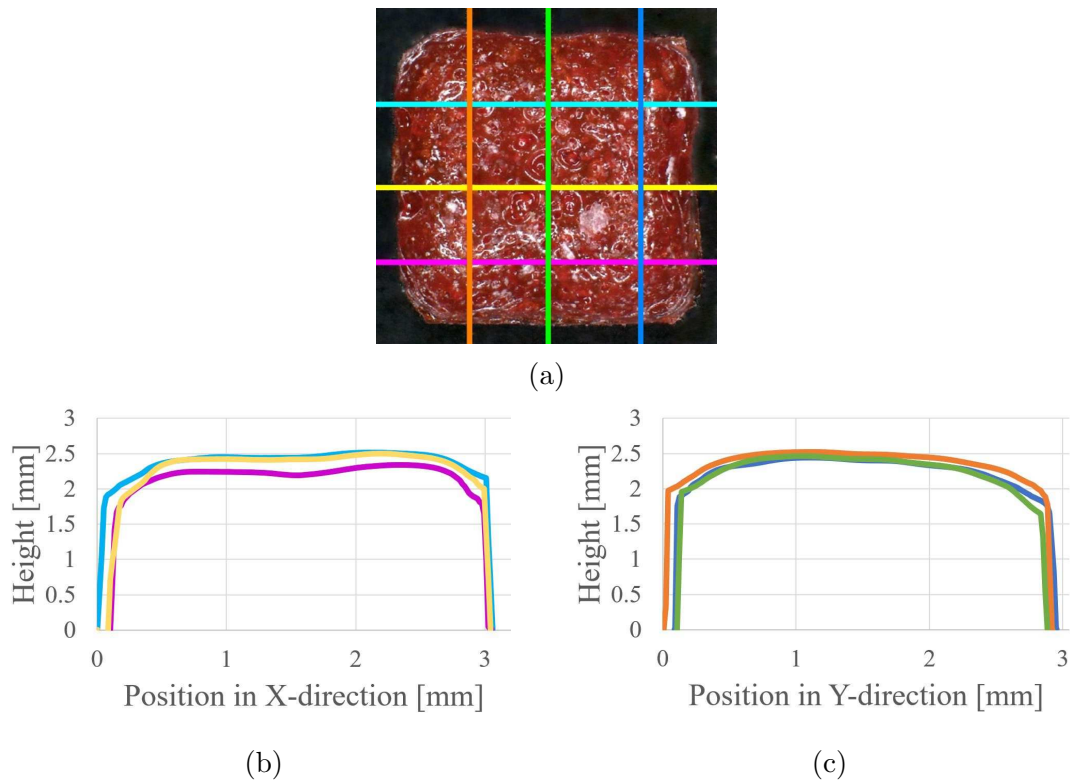 (a)
3
2.5
2
1.5
1
0.5
0
Height [mm]
0 1 2 3
Position in X-direction [mm]
(b)
3
2.5
2
1.5
1
0.5
0
Height [mm]
0 1 2 3
Position in Y-direction [mm]
(c)